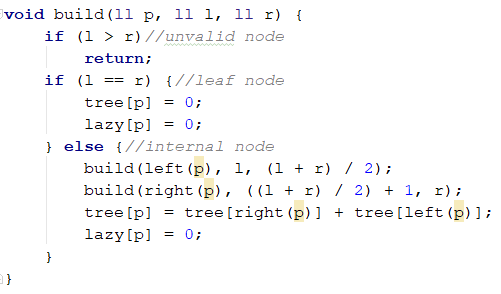 void build(ll p, ll l, ll r) {
    if (l > r)//unvalid node
        return;
    if (l == r) {//leaf node
        tree[p] = 0;
        lazy[p] = 0;
    } else {//internal node
        build(left(p), l, (l + r) / 2);
        build(right(p), ((l + r) / 2) + 1, r);
        tree[p] = tree[right(p)] + tree[left(p)];
        lazy[p] = 0;
    }
}